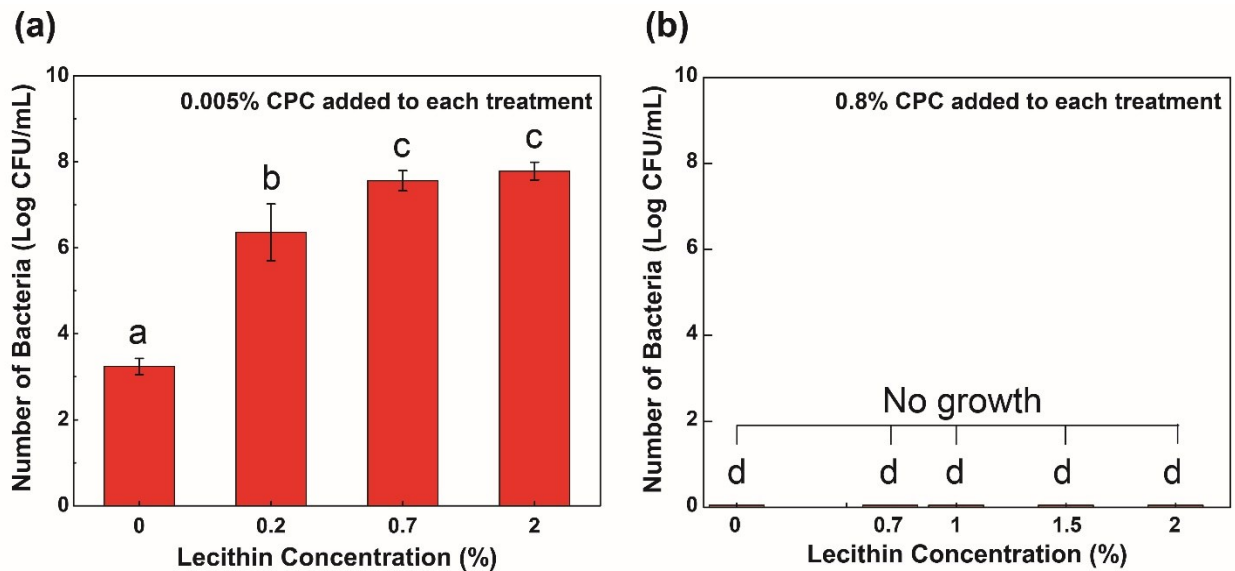 (a)
0.005% CPC added to each treatment
Number of Bacteria (Log CFU/mL)
10
8
6
4
2
0
a
b
c
c
0
0.2
0.7
2
Lecithin Concentration (%)
(b)
0.8% CPC added to each treatment
Number of Bacteria (Log CFU/mL)
10
8
6
4
2
0
No growth
d
d
d
d
d
0
0.7
1
1.5
2
Lecithin Concentration (%)